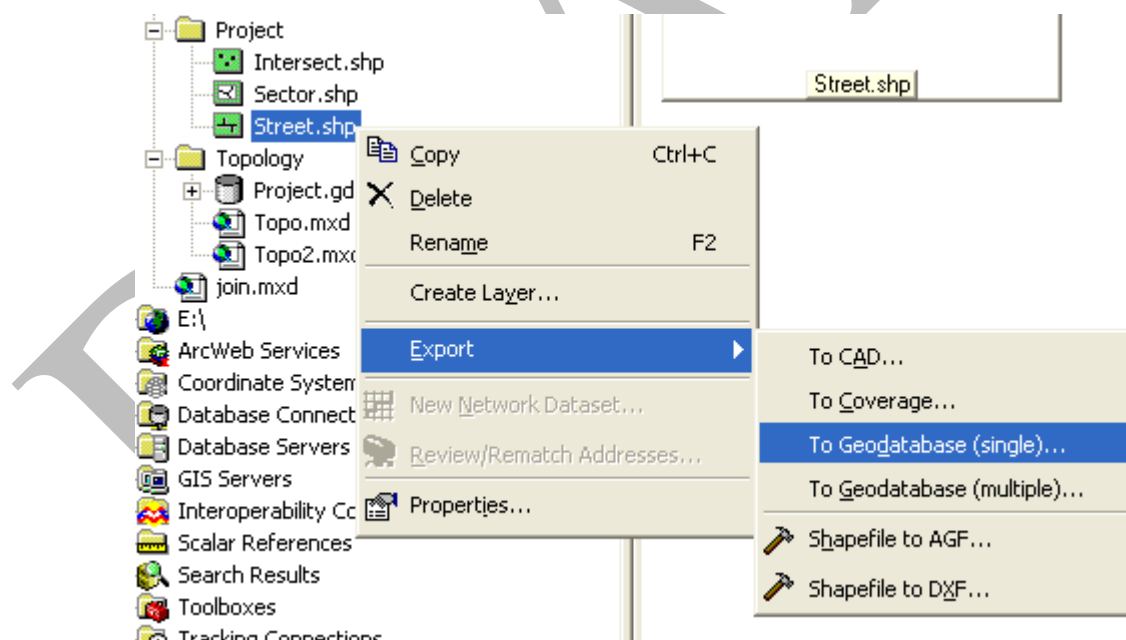 Project
Intersect.shp
Sector.shp
Street.shp
Topology
Project.gd
Topo.mxd
Topo2.mxd
join.mxd
E:\
ArcWeb Services
Coordinate System
Database Connect
Database Servers
GIS Servers
Interoperability Co
Scalar References
Search Results
Toolboxes
Tracking Connections
Street.shp
Copy Ctrl+C
Delete
Rename F2
Create Layer...
Export
New Network Dataset...
Review/Rematch Addresses...
Properties...
To CAD...
To Coverage...
To Geodatabase (single)...
To Geodatabase (multiple)...
Shapefile to AGF...
Shapefile to DXF...